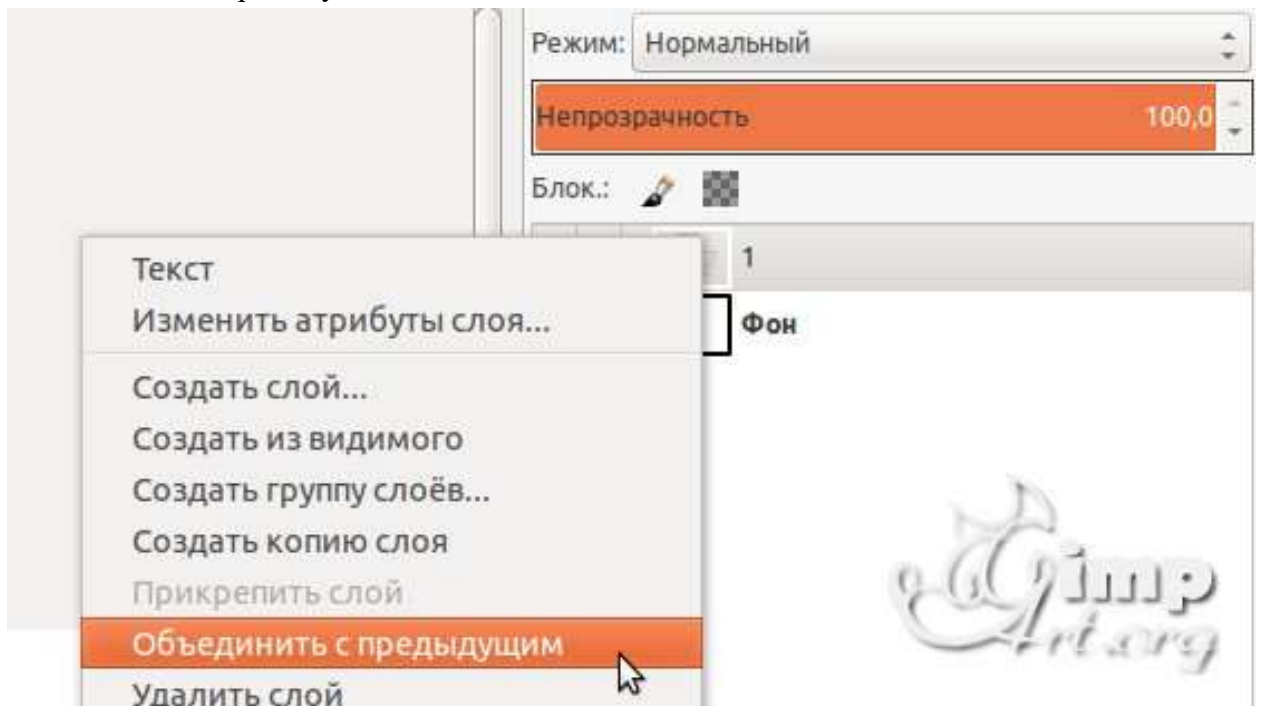 Режим: Нормальный
Непрозрачность 100,0
Блок.:
1
Фон
Текст
Изменить атрибуты слоя...
Создать слой...
Создать из видимого
Создать группу слоёв...
Создать копию слоя
Прикрепить слой
Объединить с предыдущим
Удалить слой
Gimp
Art.org